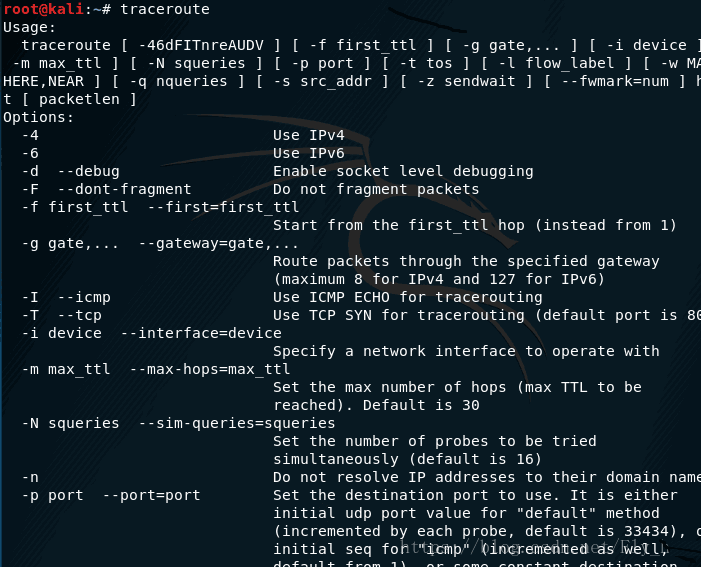 root@kali:~# traceroute
Usage:
  traceroute [ -46dFITnreAUDV ] [ -f first_ttl ] [ -g gate,... ] [ -i device ]
 -m max_ttl ] [ -N squeries ] [ -p port ] [ -t tos ] [ -l flow_label ] [ -w MA
HERE,NEAR ] [ -q nqueries ] [ -s src_addr ] [ -z sendwait ] [ --fwmark=num ] h
t [ packetlen ]
Options:
  -4                          Use IPv4
  -6                          Use IPv6
  -d  --debug                 Enable socket level debugging
  -F  --dont-fragment         Do not fragment packets
  -f first_ttl  --first=first_ttl
                              Start from the first_ttl hop (instead from 1)
  -g gate,...  --gateway=gate,...
                              Route packets through the specified gateway
                              (maximum 8 for IPv4 and 127 for IPv6)
  -I  --icmp                  Use ICMP ECHO for tracerouting
  -T  --tcp                   Use TCP SYN for tracerouting (default port is 80
  -i device  --interface=device
                              Specify a network interface to operate with
  -m max_ttl  --max-hops=max_ttl
                              Set the max number of hops (max TTL to be
                              reached). Default is 30
  -N squeries  --sim-queries=squeries
                              Set the number of probes to be tried
                              simultaneously (default is 16)
  -n                          Do not resolve IP addresses to their domain name
  -p port  --port=port        Set the destination port to use. It is either
                              initial udp port value for "default" method
                              (incremented by each probe, default is 33434), o
                              initial seq for "icmp" (incremented as well,
                              default from 1), or some constant destination